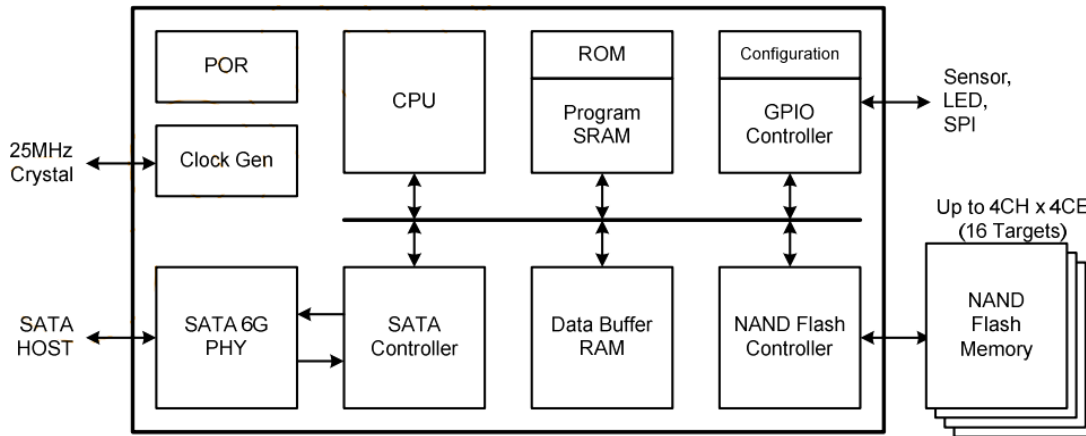 POR
CPU
ROM
Program
SRAM
Configuration
GPIO
Controller
Sensor,
LED,
SPI
25MHz
Crystal
Clock Gen
Up to 4CH x 4CE
(16 Targets)
SATA
HOST
SATA 6G
PHY
SATA
Controller
Data Buffer
RAM
NAND Flash
Controller
NAND
Flash
Memory